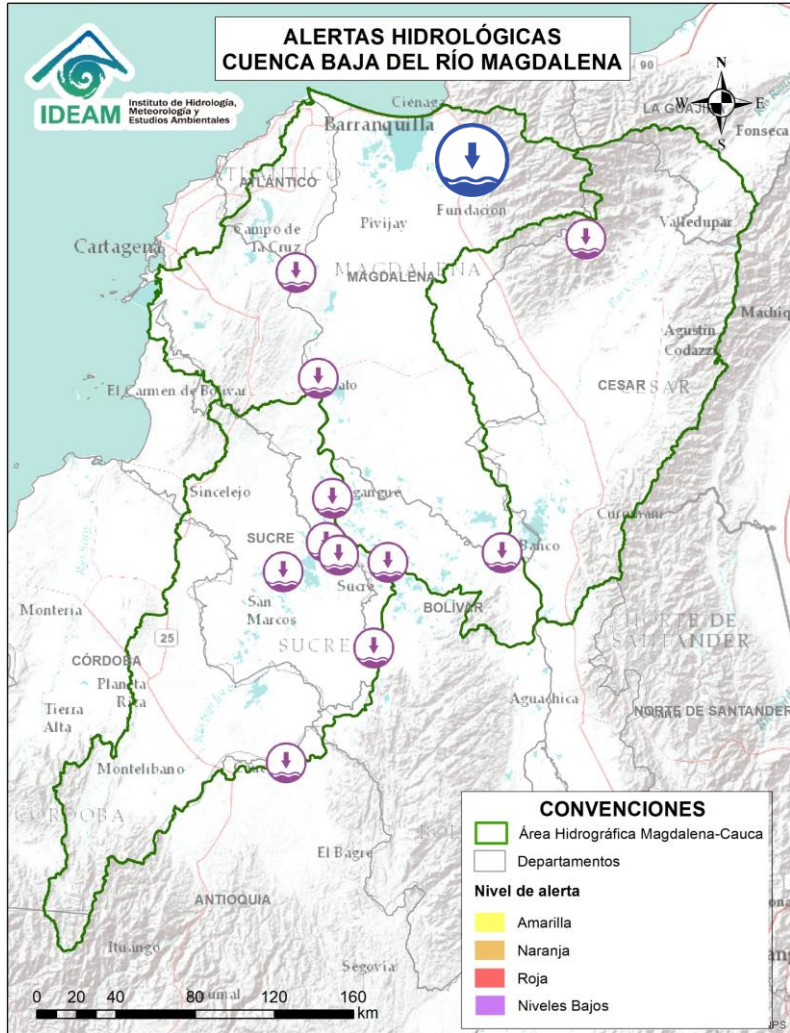 ALERTAS HIDROLÓGICAS
CUENCA BAJA DEL RÍO MAGDALENA
IDEAM
Instituto de Hidrología,
Meteorología y
Estudios Ambientales
N
W
E
S
90
LA GUAJIRA
Fonseca
Ciénaga
Barranquilla
ATLÁNTICO
ATLÁNTICO
Fundación
Pivijay
Valledupar
Campo de
la Cruz
Cartagena
MAGDALENA
MAGDALENA
Agustín
Codazzi
El Carmen de Bolívar
CESAR
CESAR
Sincelejo
Curumaní
SUCRE
Banco
Sucre
San
Marcos
BOLÍVAR
Montería
25
SUCRE
NORTE DE
SANTANDER
CÓRDOBA
Planeta
Rica
Tierra
Alta
Aguachica
NORTE DE SANTANDER
Montelíbano
CÓRDOBA
El Bagre
ANTIOQUIA
Ituango
Segovia
CONVENCIONES
Área Hidrográfica Magdalena-Cauca
Departamentos
Nivel de alerta
Amarilla
Naranja
Roja
Niveles Bajos
0 20 40 80 120 160
km